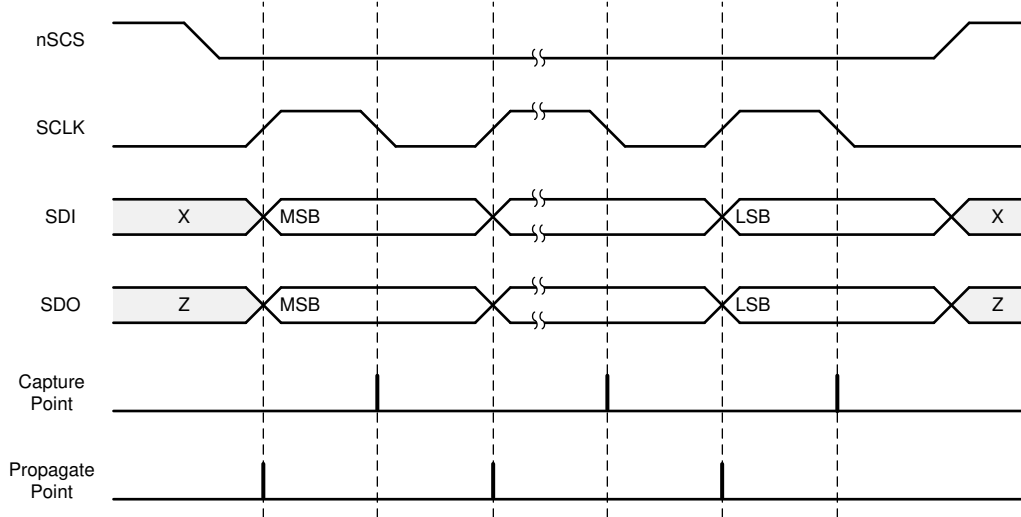 nSCS
SCLK
SDI
X
MSB
LSB
X
SDO
Z
MSB
LSB
Z
Capture
Point
Propagate
Point